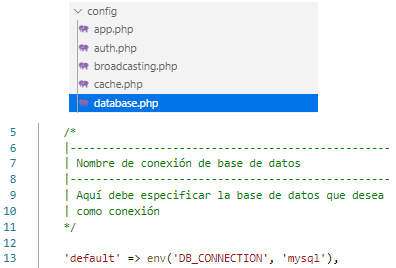 config
app.php
auth.php
broadcasting.php
cache.php
database.php
5 /*
6 |--------------------------------------------------
7 | Nombre de conexión de base de datos
8 |--------------------------------------------------
9 | Aquí debe especificar la base de datos que desea
10 | como conexión
11 */
12
13 'default' => env('DB_CONNECTION', 'mysql'),